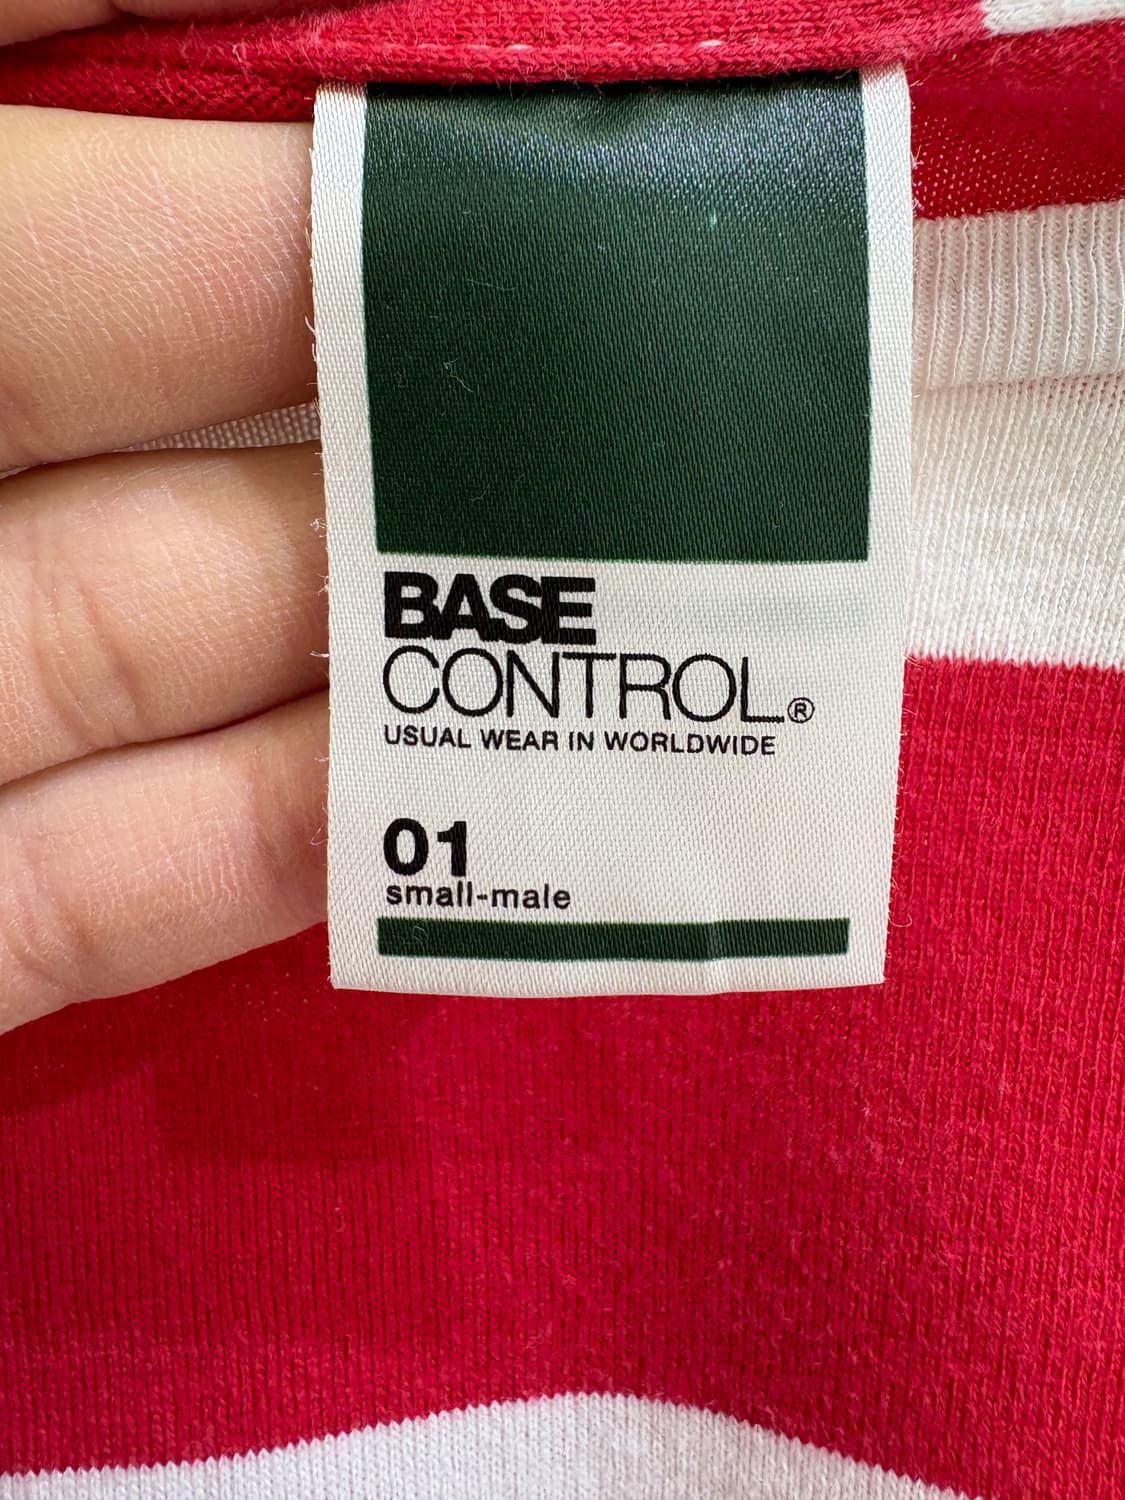 BASE
CONTROL®
USUAL WEAR IN WORLDWIDE
01
small-male